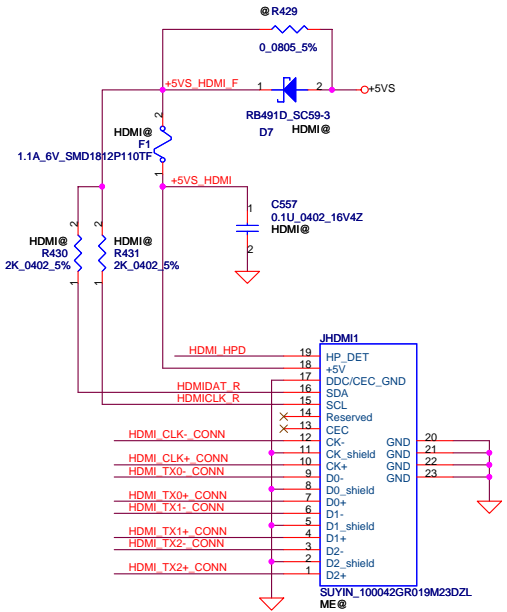 @ R429
0_0805_5%
+5VS_HDMI_F
1
2
+5VS
RB491D_SC59-3
D7
HDMI@
2
HDMI@
F1
1.1A_6V_SMD1812P110TF
1
+5VS_HDMI
1
C557
0.1U_0402_16V4Z
HDMI@
2
2
2
HDMI@
R430
2K_0402_5%
HDMI@
R431
2K_0402_5%
1
1
JHDMI1
HDMI_HPD 19 HP_DET
18 +5V
17 DDC/CEC_GND
HDMIDAT_R 16 SDA
HDMICLK_R 15 SCL
14 Reserved
13 CEC
HDMI_CLK-_CONN 12 CK- GND 20
11 CK_shield GND 21
HDMI_CLK+_CONN 10 CK+ GND 22
HDMI_TX0-_CONN 9 D0- GND 23
8 D0_shield
HDMI_TX0+_CONN 7 D0+
HDMI_TX1-_CONN 6 D1-
5 D1_shield
HDMI_TX1+_CONN 4 D1+
HDMI_TX2-_CONN 3 D2-
2 D2_shield
HDMI_TX2+_CONN 1 D2+
SUYIN_100042GR019M23DZL
ME@